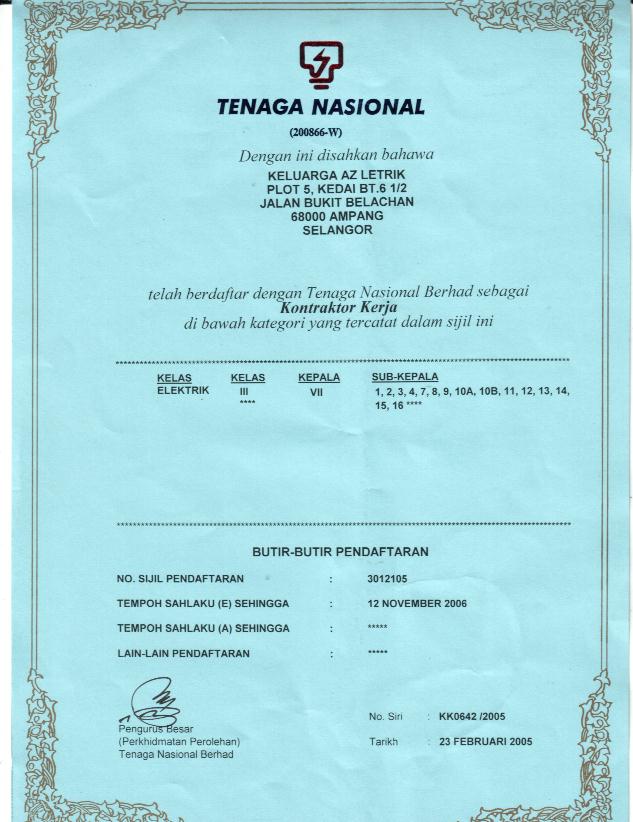 TENAGA NASIONAL
(200866-W)
Dengan ini disahkan bahawa
KELUARGA AZ LETRIK
PLOT 5, KEDAI BT.6 1/2
JALAN BUKIT BELACHAN
68000 AMPANG
SELANGOR
telah berdaftar dengan Tenaga Nasional Berhad sebagai
Kontraktor Kerja
di bawah kategori yang tercatat dalam sijil ini
KELAS KELAS KEPALA SUB-KEPALA
ELEKTRIK III VII 1, 2, 3, 4, 7, 8, 9, 10A, 10B, 11, 12, 13, 14,
**** 15, 16 ****
BUTIR-BUTIR PENDAFTARAN
NO. SIJIL PENDAFTARAN : 3012105
TEMPOH SAHLAKU (E) SEHINGGA : 12 NOVEMBER 2006
TEMPOH SAHLAKU (A) SEHINGGA : *****
LAIN-LAIN PENDAFTARAN : *****
Pengurus Besar
(Perkhidmatan Perolehan)
Tenaga Nasional Berhad
No. Siri : KK0642 /2005
Tarikh : 23 FEBRUARI 2005